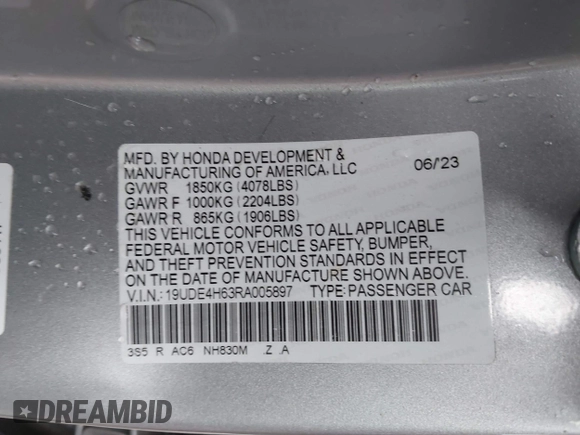 MFD. BY HONDA DEVELOPMENT &
MANUFACTURING OF AMERICA, LLC 06/'23
GVWR 1850KG (4078LBS)
GAWR F 1000KG (2204LBS)
GAWR R 865KG (1906LBS)
THIS VEHICLE CONFORMS TO ALL APPLICABLE
FEDERAL MOTOR VEHICLE SAFETY, BUMPER,
AND THEFT PREVENTION STANDARDS IN EFFECT
ON THE DATE OF MANUFACTURE SHOWN ABOVE.
V.I.N.: 19UDE4H63RA005897 TYPE: PASSENGER CAR
3S5 R AC6 NH830M .Z .A
DREAMBID